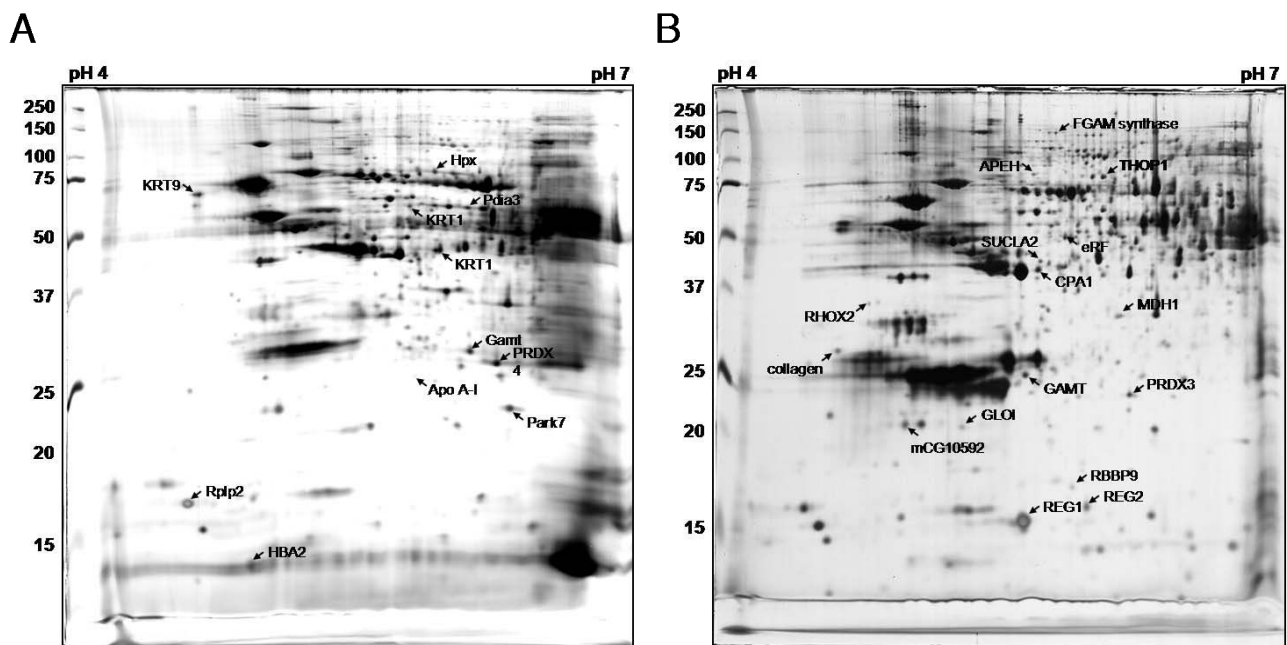 A
B
pH 4
pH 7
pH 4
pH 7
250
150
100
75
50
37
25
20
15
Hpx
KRT9
Pdia3
KRT1
KRT1
Gamt
PRDX
4
Apo A-I
Park7
Rplp2
HBA2
250
150
100
75
50
37
25
20
15
FGAM synthase
APEH
THOP1
SUCLA2
eRF
CPA1
RHOX2
MDH1
collagen
GAMT
PRDX3
GLOI
mCG10592
RBBP9
REG1
REG2